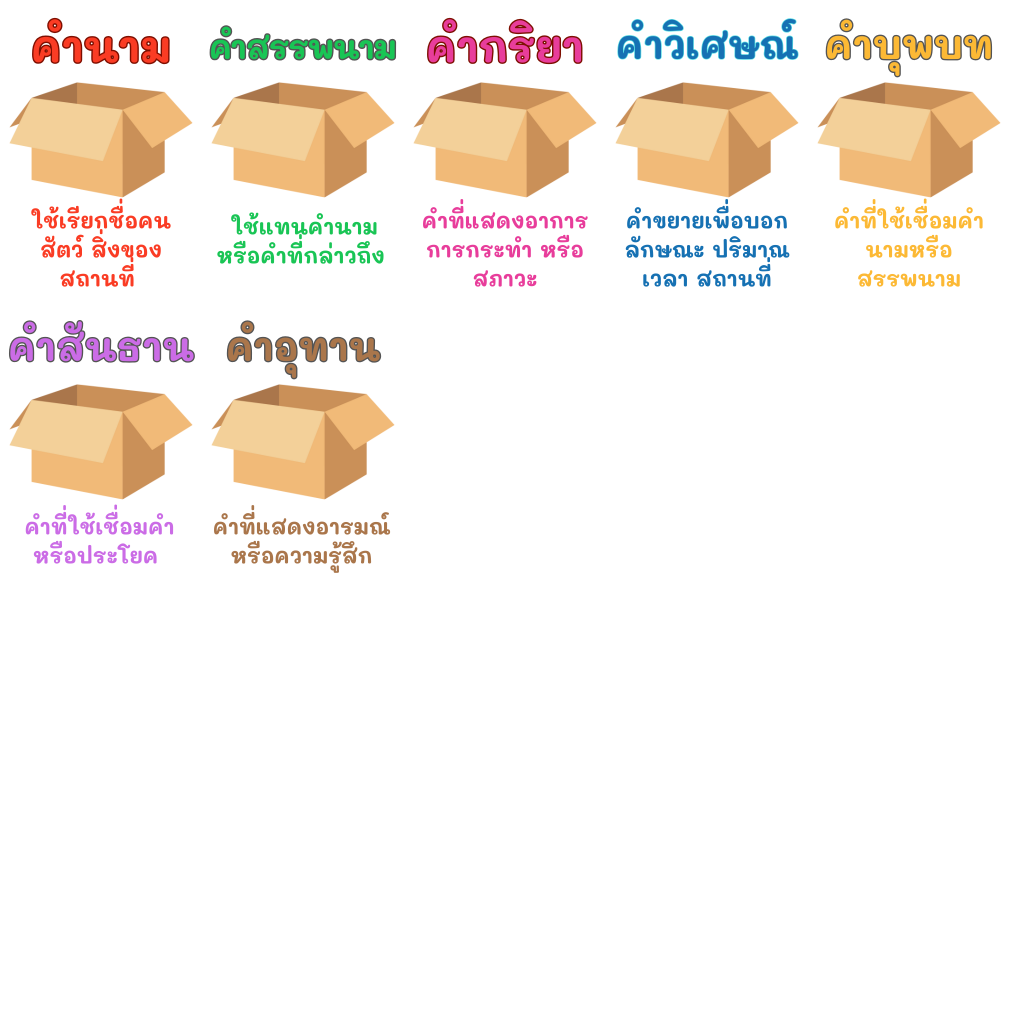 คำนาม
ใช้เรียกชื่อคน
สัตว์ สิ่งของ
สถานที่
คำสรรพนาม
ใช้แทนคำนาม
หรือคำที่กล่าวถึง
คำกริยา
คำที่แสดงอาการ
การกระทำ หรือ
สภาวะ
คำวิเศษณ์
คำขยายเพื่อบอก
ลักษณะ ปริมาณ
เวลา สถานที่
คำบุพบท
คำที่ใช้เชื่อมคำ
นามหรือ
สรรพนาม
คำสันธาน
คำที่ใช้เชื่อมคำ
หรือประโยค
คำอุทาน
คำที่แสดงอารมณ์
หรือความรู้สึก